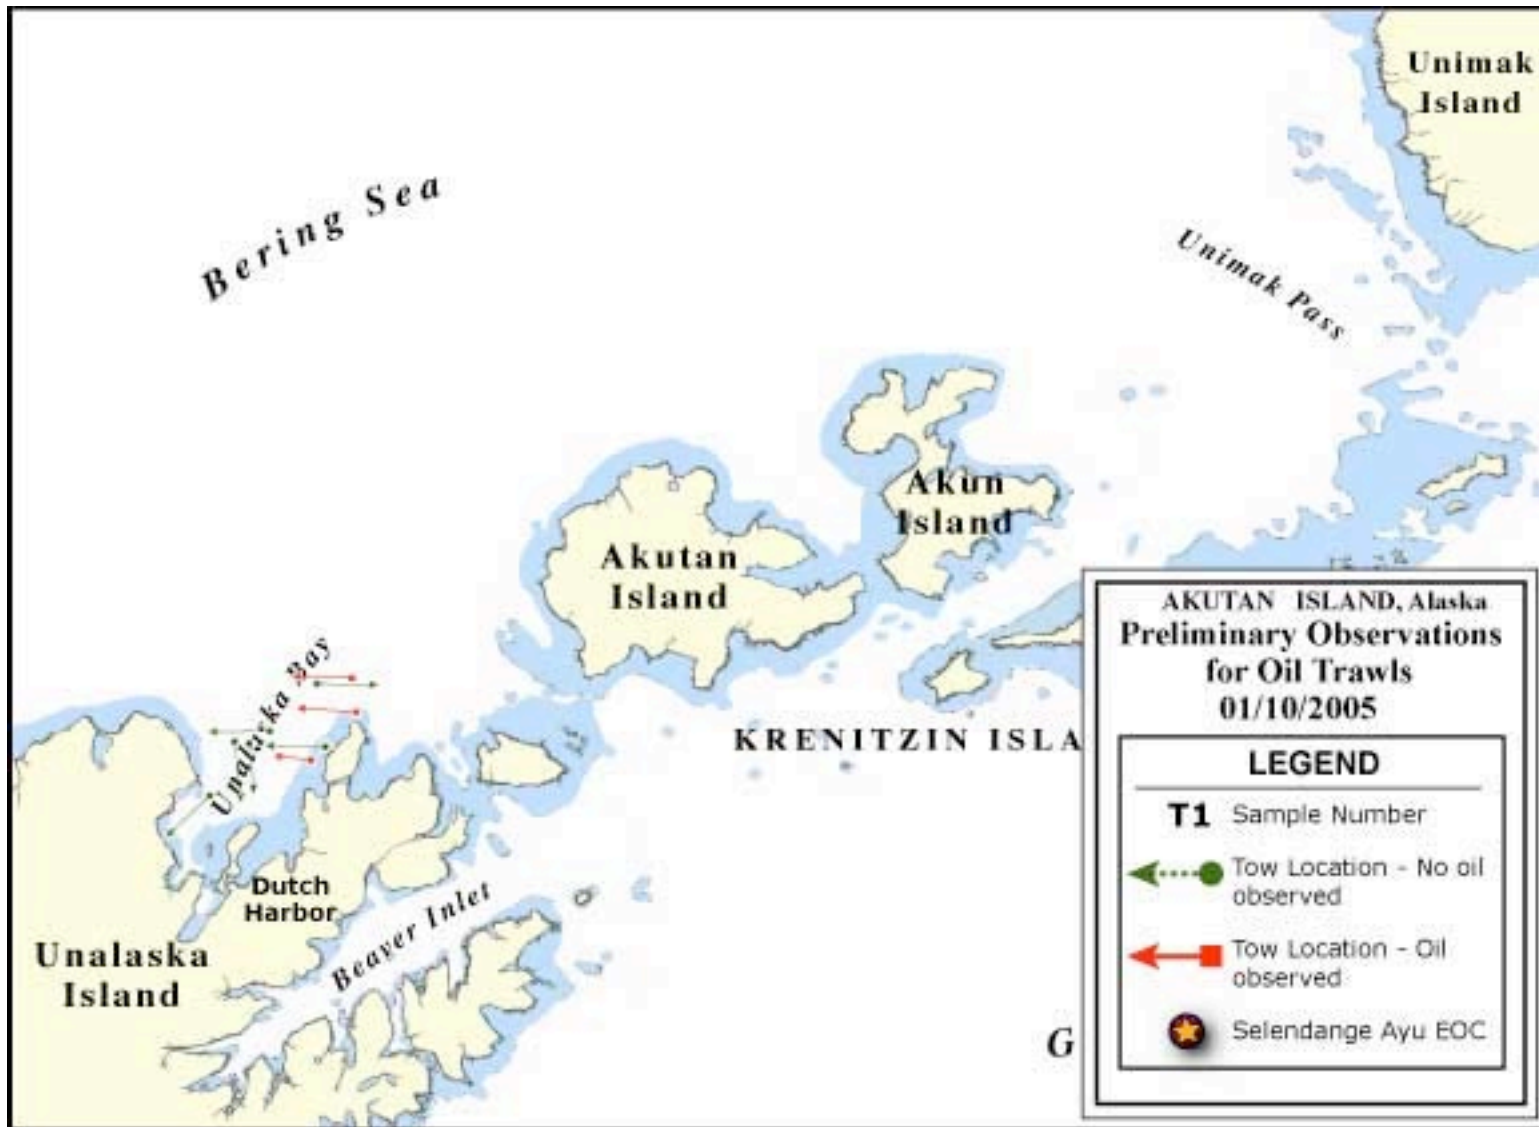 Unimak
Island
Bering Sea
Unimak Pass
Akun
Island
Akutan
Island
Unalaska Bay
KRENITZIN ISLA
Dutch
Harbor
Beaver Inlet
Unalaska
Island
G
AKUTAN ISLAND, Alaska
Preliminary Observations
for Oil Trawls
01/10/2005
LEGEND
T1 Sample Number
Tow Location - No oil
observed
Tow Location - Oil
observed
Selendange Ayu EOC